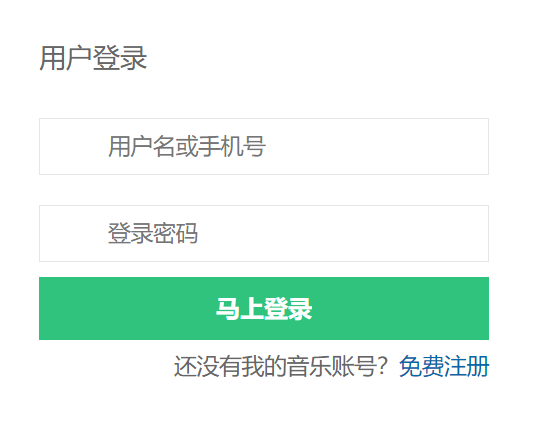 用户登录
用户名或手机号
登录密码
马上登录
还没有我的音乐账号？免费注册